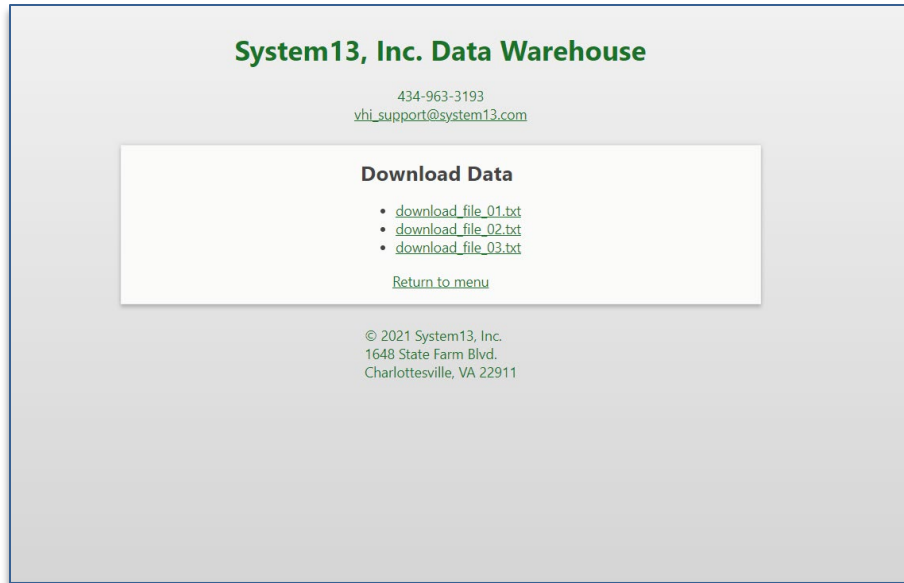 System13, Inc. Data Warehouse
434-963-3193
vhi_support@system13.com
Download Data
• download_file_01.txt
• download_file_02.txt
• download_file_03.txt
Return to menu
© 2021 System13, Inc.
1648 State Farm Blvd.
Charlottesville, VA 22911